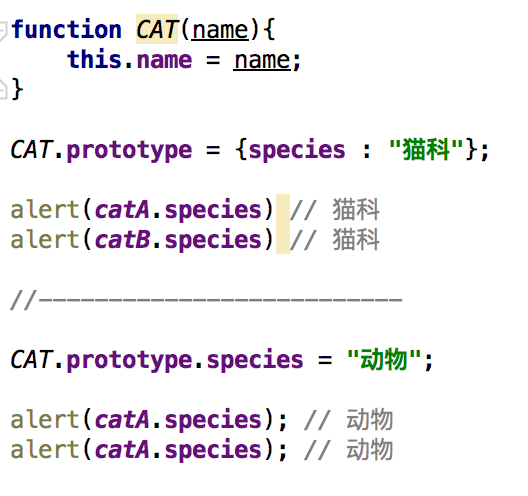 function CAT(name){
    this.name = name;
}
CAT.prototype = {species : "猫科"};
alert(catA.species) // 猫科
alert(catB.species) // 猫科
//--------------------------
CAT.prototype.species = "动物";
alert(catA.species); // 动物
alert(catA.species); // 动物